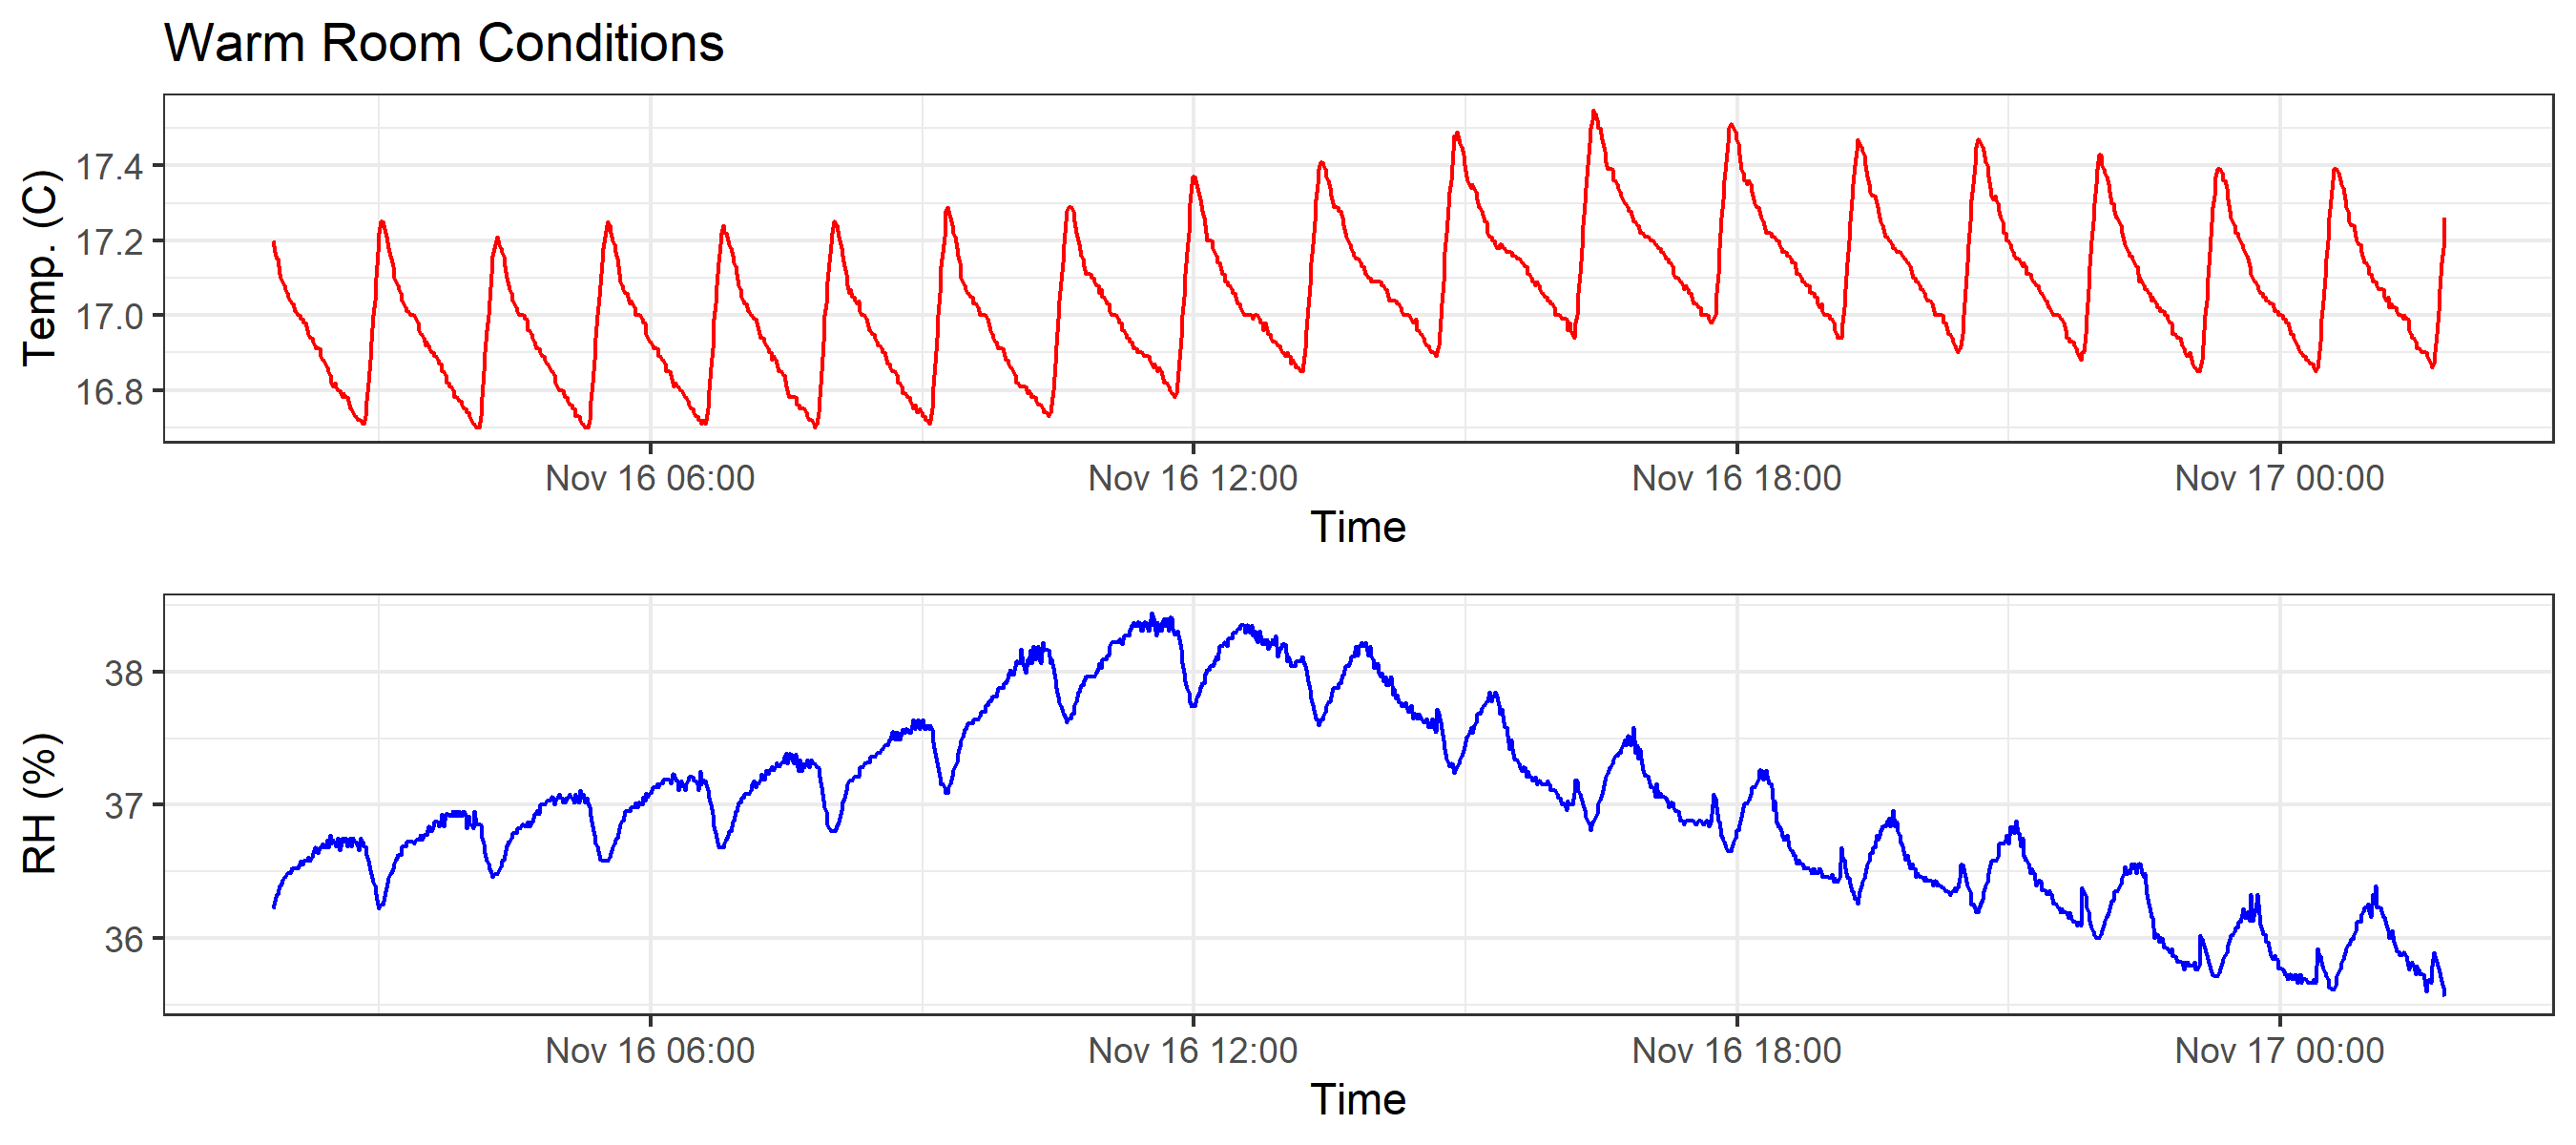 Warm Room Conditions
Temp. (C)
17.4
17.2
17.0
16.8
Nov 16 06:00 Nov 16 12:00 Nov 16 18:00 Nov 17 00:00
Time
RH (%)
38
37
36
Nov 16 06:00 Nov 16 12:00 Nov 16 18:00 Nov 17 00:00
Time